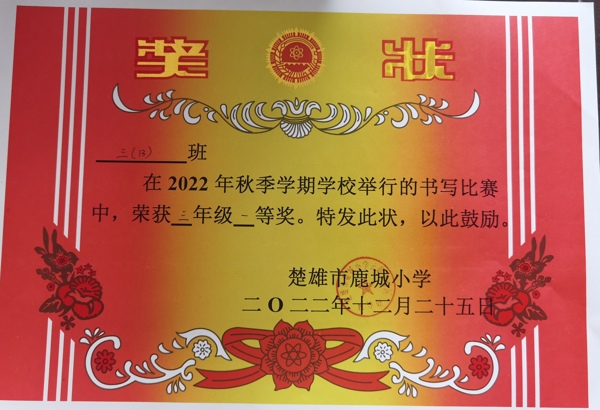 奖状
三(13)班
在2022年秋季学期学校举行的书写比赛
中，荣获三年级一等奖。特发此状，以此鼓励。
楚雄市鹿城小学
二O二二年十二月二十五日